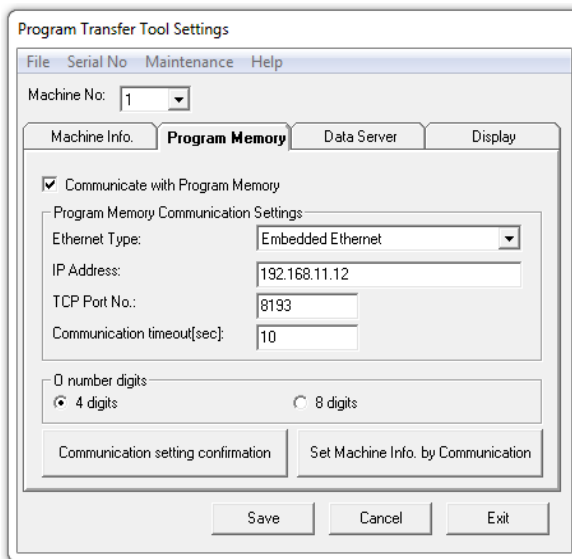 Program Transfer Tool Settings
File Serial No Maintenance Help
Machine No: 1
Machine Info. Program Memory Data Server Display
Communicate with Program Memory
Program Memory Communication Settings
Ethernet Type: Embedded Ethernet
IP Address: 192.168.11.12
TCP Port No.: 8193
Communication timeout[sec]: 10
O number digits
4 digits 8 digits
Communication setting confirmation Set Machine Info. by Communication
Save Cancel Exit